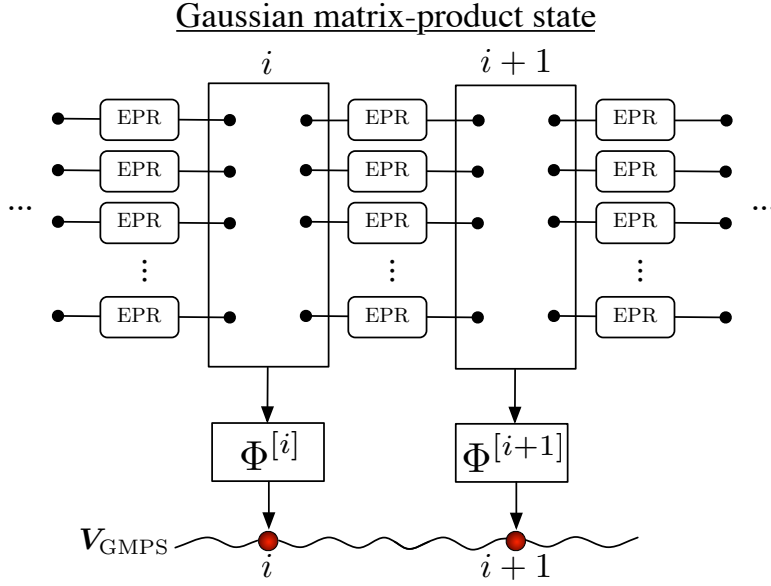 Gaussian matrix-product state
i i + 1
EPR EPR EPR
EPR EPR EPR
... ...
EPR EPR EPR
⋮ ⋮ ⋮
EPR EPR EPR
Φ^[i] Φ^[i+1]
V_GMPS
i i + 1